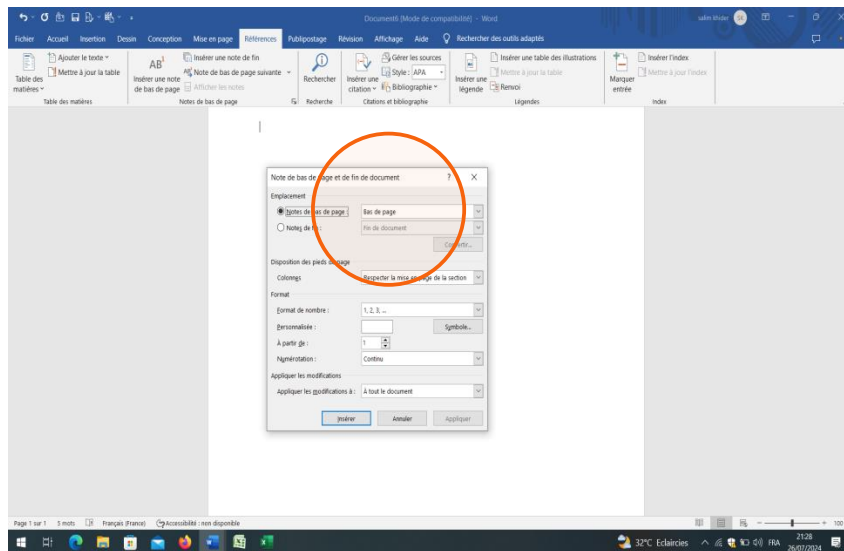 Document6 [Mode de compatibilité] - Word
salim khider
Fichier Accueil Insertion Dessin Conception Mise en page Références Publipostage Révision Affichage Aide Rechercher des outils adaptés
Table des matières
Ajouter le texte
Mettre à jour la table
Table des matières
AB¹
Insérer une note de bas de page
Insérer une note de fin
Note de bas de page suivante
Afficher les notes
Notes de bas de page
Rechercher
Recherche
Insérer une citation
Gérer les sources
Style : APA
Bibliographie
Citations et bibliographie
Insérer une légende
Insérer une table des illustrations
Mettre à jour la table
Renvoi
Légendes
Marquer entrée
Insérer l'index
Mettre à jour l'index
Index
Note de bas de page et de fin de document ? X
Emplacement
Notes de bas de page : Bas de page
Notes de fin : Fin de document
Convertir...
Disposition des pieds de page
Colonnes Respecter la mise en page de la section
Format
Format de nombre : 1, 2, 3, ...
Personnalisée : Symbole...
À partir de : 1
Numérotation : Continu
Appliquer les modifications
Appliquer les modifications à : À tout le document
Insérer Annuler Appliquer
Page 1 sur 1 5 mots Français (France) Accessibilité : non disponible
100
32°C Eclaircies FRA 21:28
26/07/2024